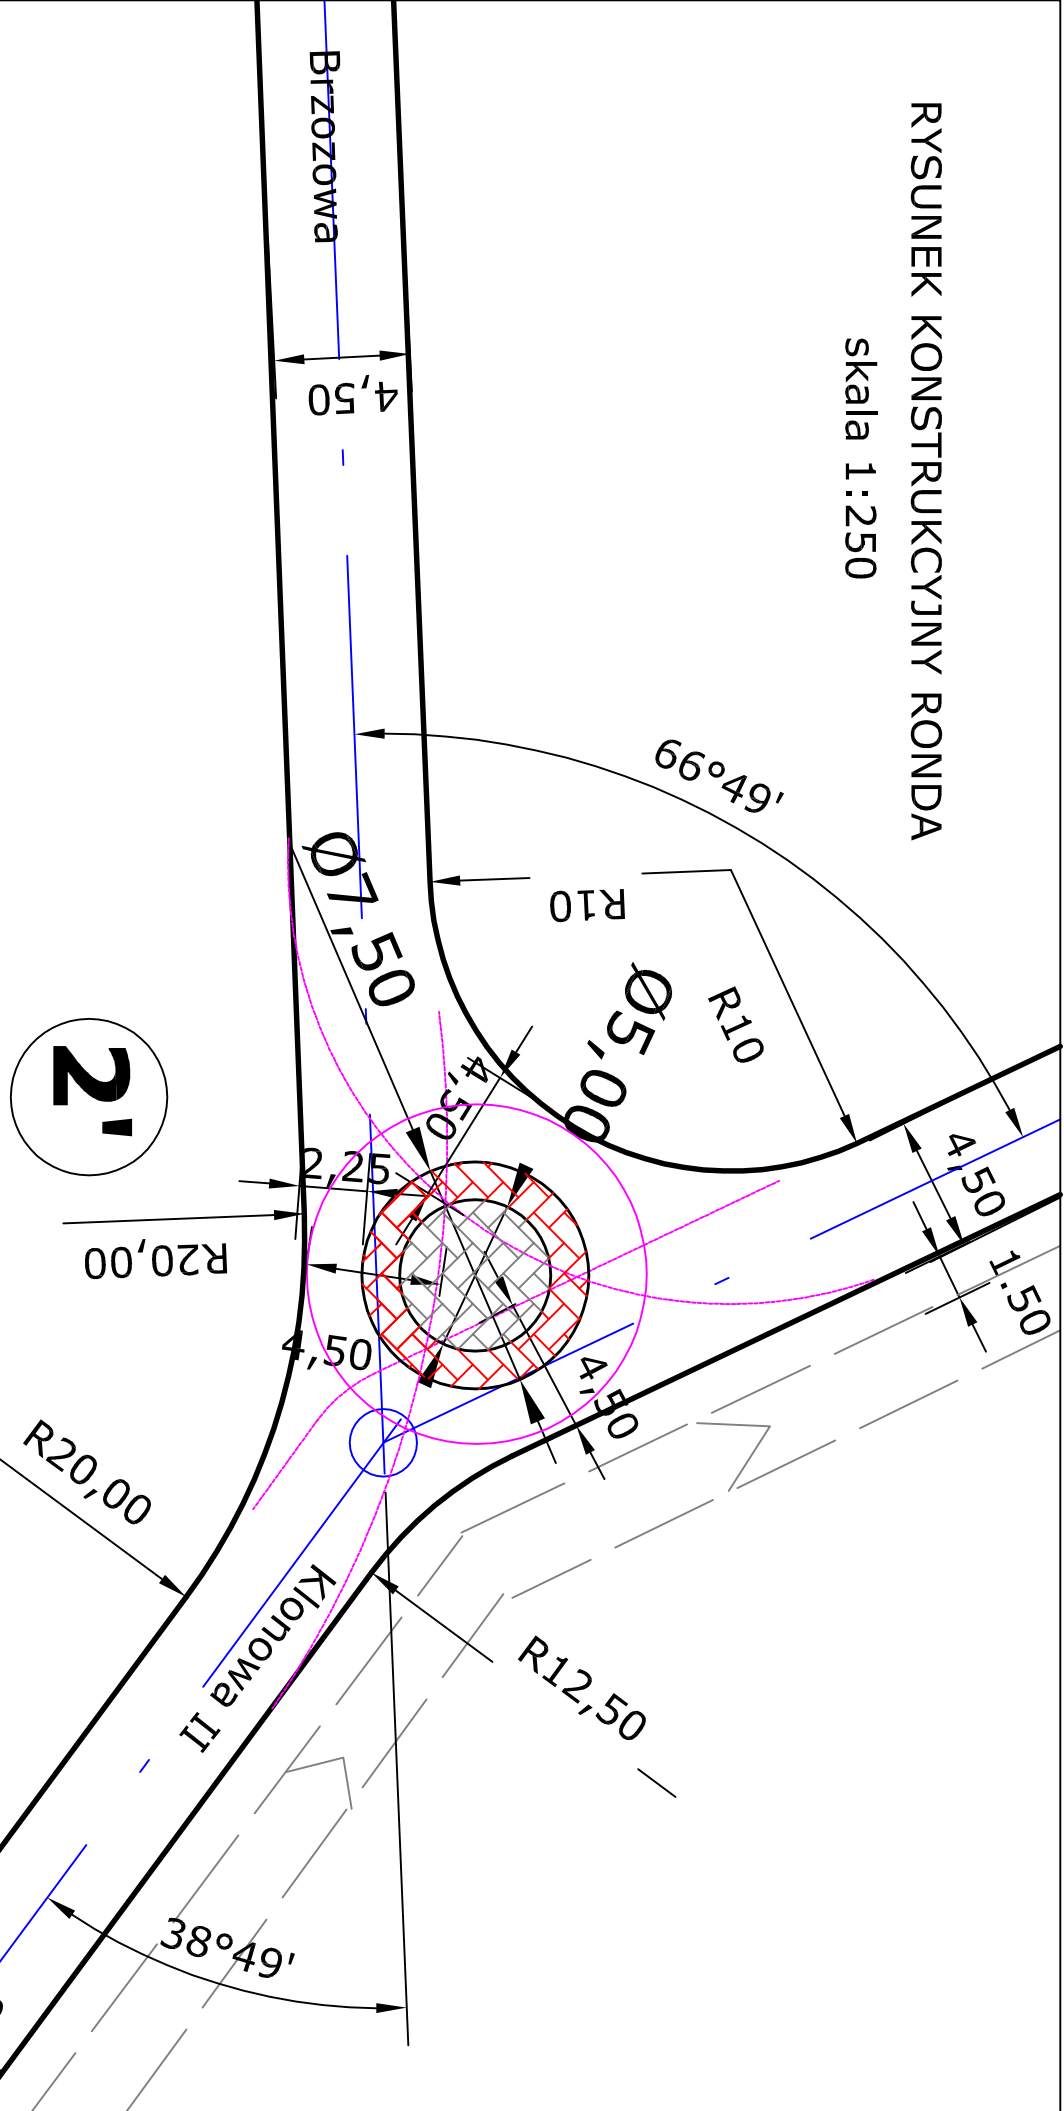 RYSUNEK KONSTRUKCYJNY RONDA
skala 1:250
Brzozowa
4,50
66°49'
R10
R10
Ø7,50
Ø5,00
4,50
2'
2,25
R20,00
4,50
4,50
1.50
4,50
R20,00
Klonowa II
R12,50
38°49'